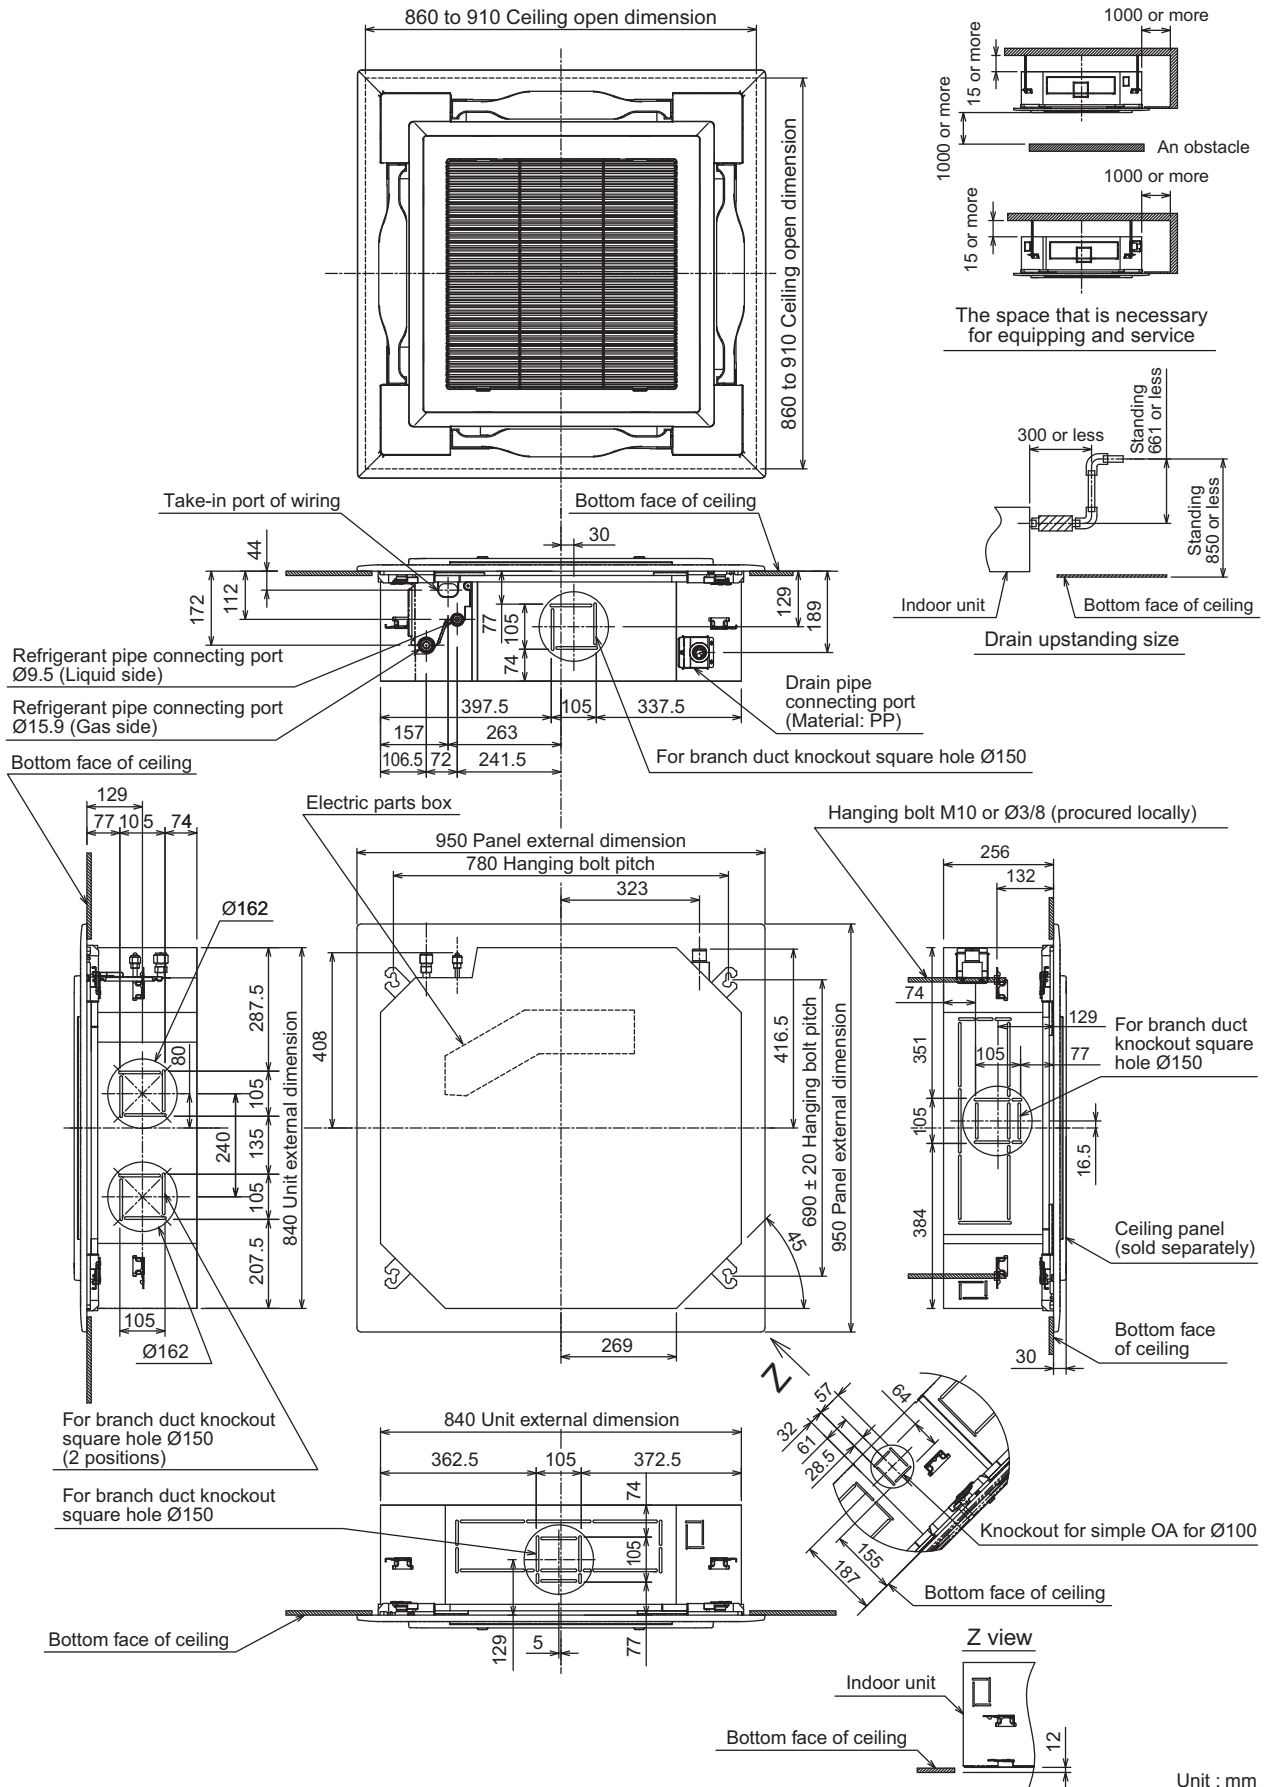 860 to 910 Ceiling open dimension
860 to 910 Ceiling open dimension
1000 or more
15 or more
1000 or more
An obstacle
1000 or more
15 or more
The space that is necessary
for equipping and service
300 or less
Standing
661 or less
Standing
850 or less
Indoor unit
Bottom face of ceiling
Drain upstanding size
Take-in port of wiring
Bottom face of ceiling
30
44
112
172
77
105
74
129
189
Refrigerant pipe connecting port
Ø9.5 (Liquid side)
Refrigerant pipe connecting port
Ø15.9 (Gas side)
Drain pipe
connecting port
(Material: PP)
397.5
105
337.5
157
263
106.5
72
241.5
For branch duct knockout square hole Ø150
Bottom face of ceiling
129
77
105
74
Ø162
287.5
80
105
135
240
105
207.5
840 Unit external dimension
105
Ø162
For branch duct knockout
square hole Ø150
(2 positions)
Electric parts box
950 Panel external dimension
780 Hanging bolt pitch
323
408
416.5
690 ± 20 Hanging bolt pitch
950 Panel external dimension
45
269
Z
Hanging bolt M10 or Ø3/8 (procured locally)
256
132
74
129
105
77
351
105
384
16.5
For branch duct
knockout square
hole Ø150
Ceiling panel
(sold separately)
Bottom face
of ceiling
30
840 Unit external dimension
362.5
105
372.5
74
105
77
129
5
For branch duct knockout
square hole Ø150
Bottom face of ceiling
57
64
32
61
28.5
155
187
Knockout for simple OA for Ø100
Bottom face of ceiling
Z view
Indoor unit
Bottom face of ceiling
12
Unit : mm